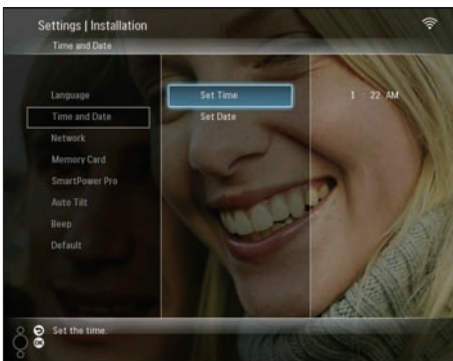 Settings | Installation
Time and Date
Language
Time and Date
Network
Memory Card
SmartPower Pro
Auto Tilt
Beep
Default
Set Time
Set Date
1 : 22 AM
OK
Set the time.